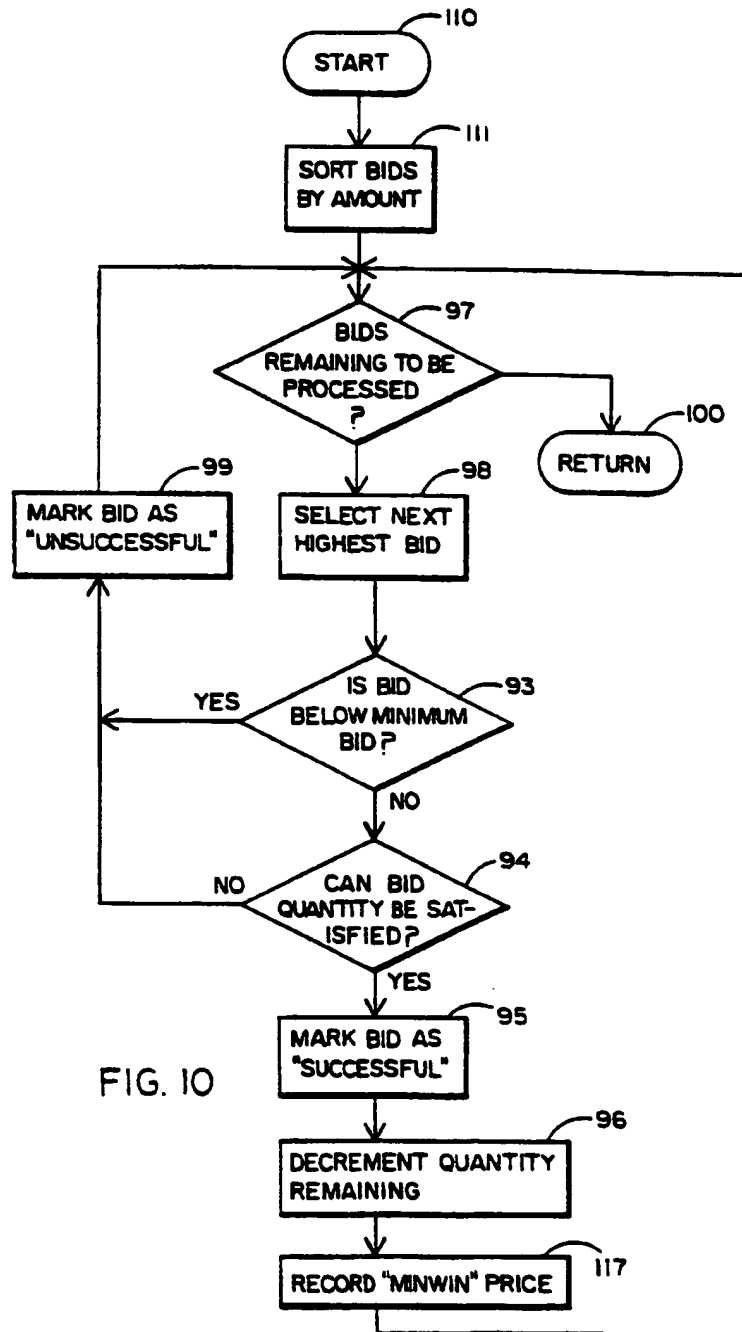 110
START
111
SORT BIDS
BY AMOUNT
97
BIDS
REMAINING TO BE
PROCESSED
?
100
RETURN
99
MARK BID AS
"UNSUCCESSFUL"
98
SELECT NEXT
HIGHEST BID
93
YES
IS BID
BELOW MINIMUM
BID?
NO
94
NO
CAN BID
QUANTITY BE SAT-
ISFIED?
YES
95
MARK BID AS
"SUCCESSFUL"
FIG. 10
96
DECREMENT QUANTITY
REMAINING
117
RECORD "MINWIN" PRICE